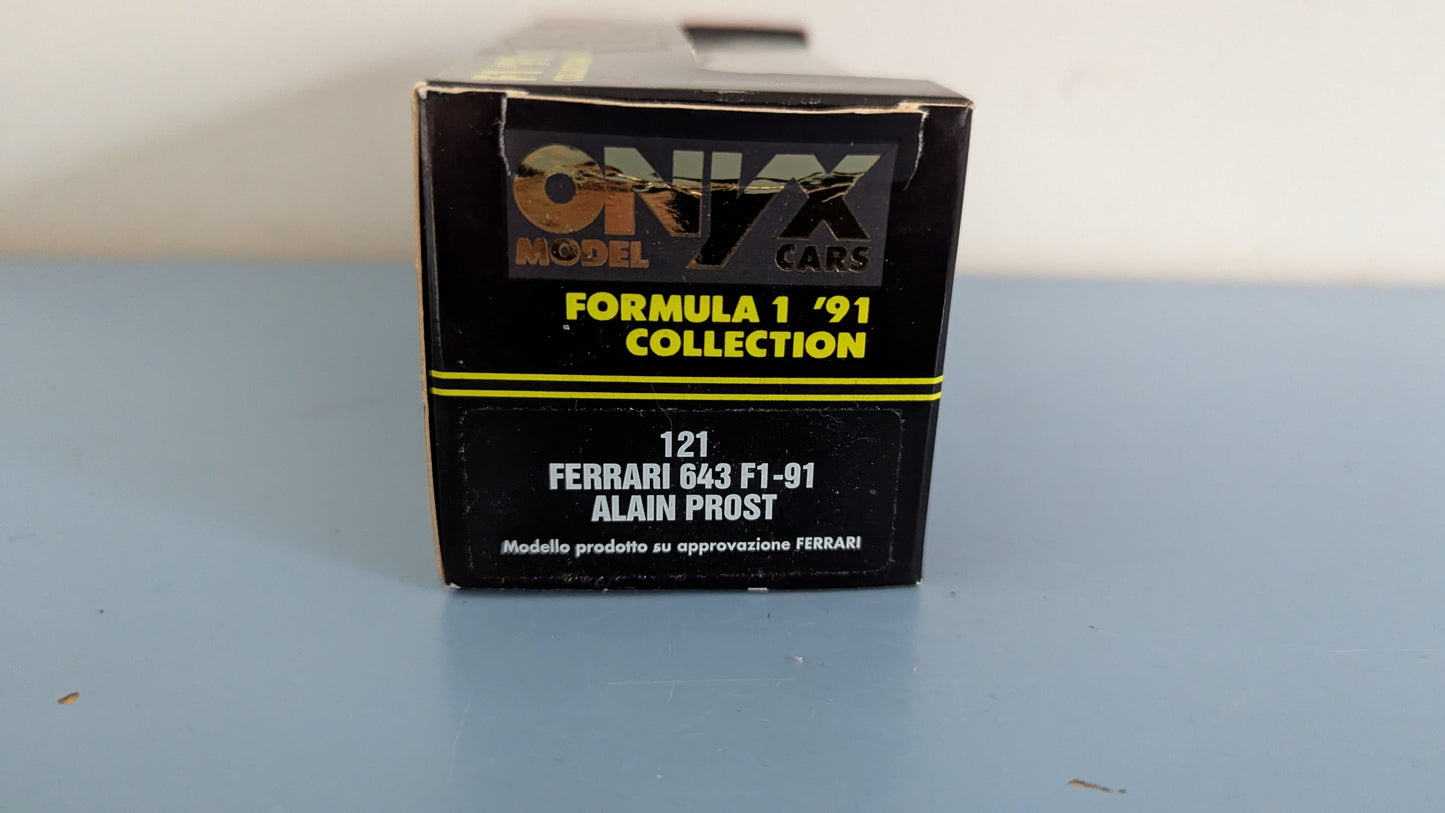 ONYX
MODEL CARS
FORMULA 1 '91
COLLECTION
121
FERRARI 643 F1-91
ALAIN PROST
Modello prodotto su approvazione FERRARI